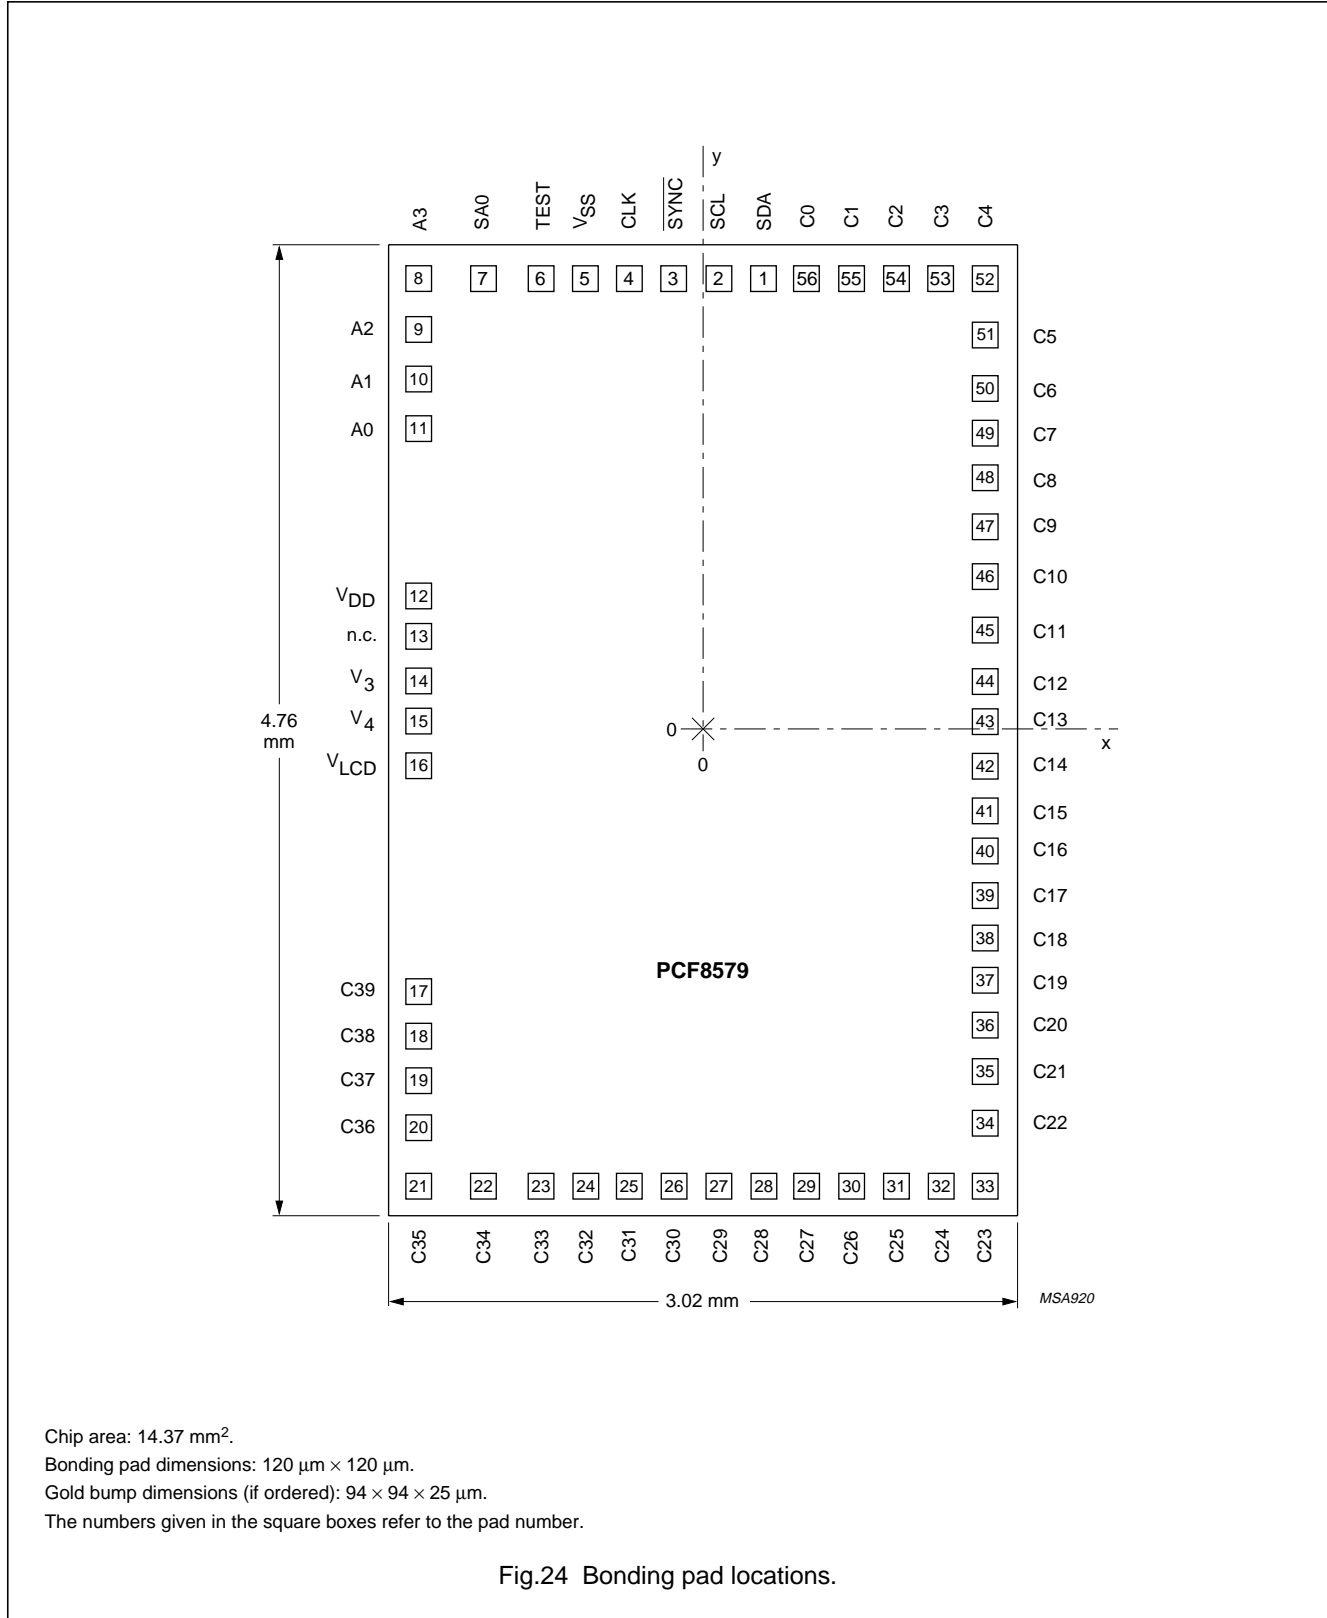 y
A3 SA0 TEST VSS CLK SYNC SCL SDA C0 C1 C2 C3 C4
8 7 6 5 4 3 2 1 56 55 54 53 52
A2 9 51 C5
A1 10 50 C6
A0 11 49 C7
48 C8
47 C9
46 C10
VDD 12
n.c. 13 45 C11
V3 14 44 C12
4.76 mm
V4 15 0 43 C13
x
VLCD 16 0 42 C14
41 C15
40 C16
39 C17
38 C18
PCF8579
C39 17 37 C19
C38 18 36 C20
C37 19 35 C21
C36 20 34 C22
21 22 23 24 25 26 27 28 29 30 31 32 33
C35 C34 C33 C32 C31 C30 C29 C28 C27 C26 C25 C24 C23
3.02 mm
MSA920
Chip area: 14.37 mm2.
Bonding pad dimensions: 120 µm × 120 µm.
Gold bump dimensions (if ordered): 94 × 94 × 25 µm.
The numbers given in the square boxes refer to the pad number.
Fig.24 Bonding pad locations.